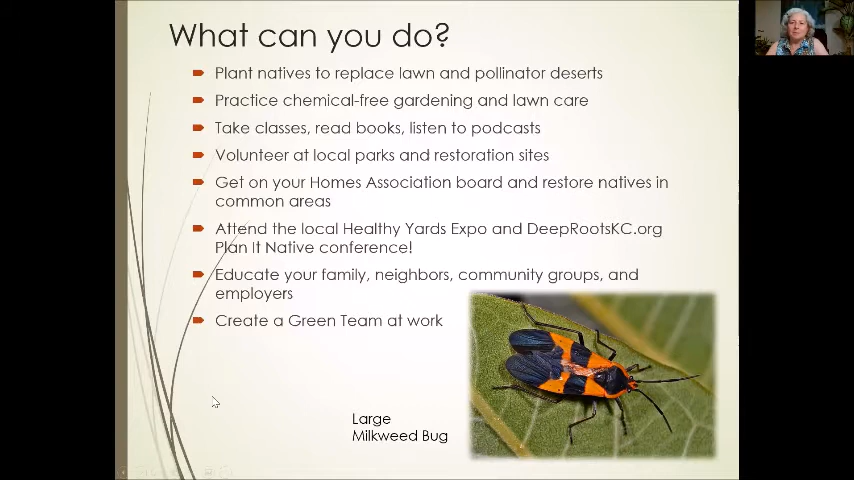 What can you do?
Plant natives to replace lawn and pollinator deserts
Practice chemical-free gardening and lawn care
Take classes, read books, listen to podcasts
Volunteer at local parks and restoration sites
Get on your Homes Association board and restore natives in
common areas
Attend the local Healthy Yards Expo and DeepRootsKC.org
Plan It Native conference!
Educate your family, neighbors, community groups, and
employers
Create a Green Team at work
Large
Milkweed Bug